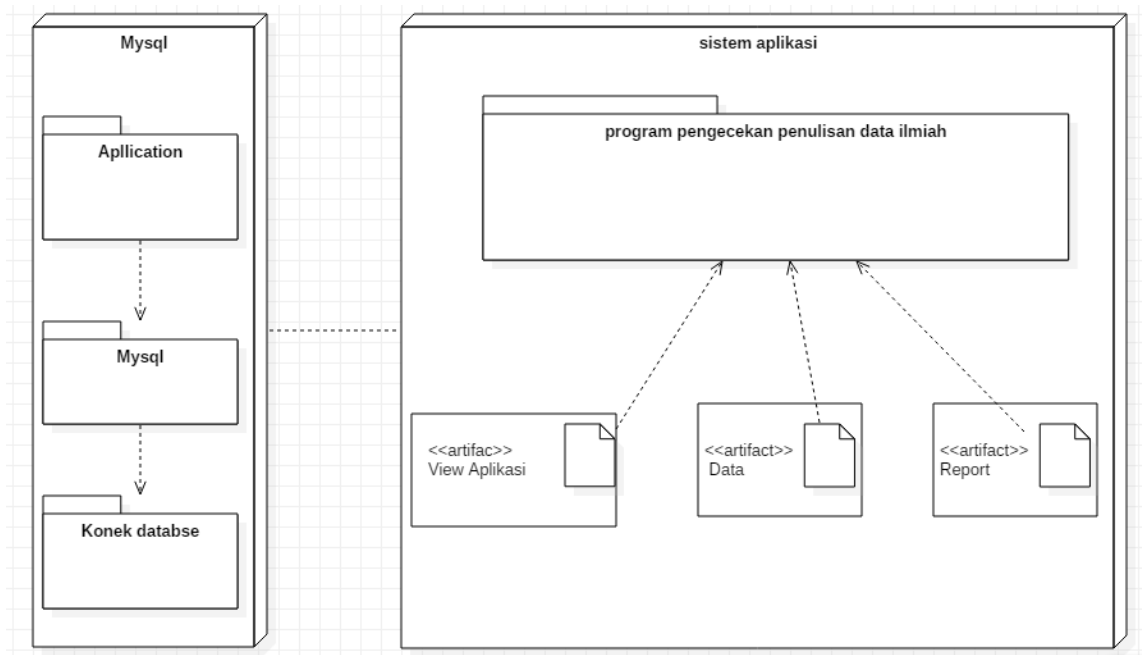 Mysql
Apllication
Mysql
Konek databse
sistem aplikasi
program pengecekan penulisan data ilmiah
<<artifac>>
View Aplikasi
<<artifact>>
Data
<<artifact>>
Report